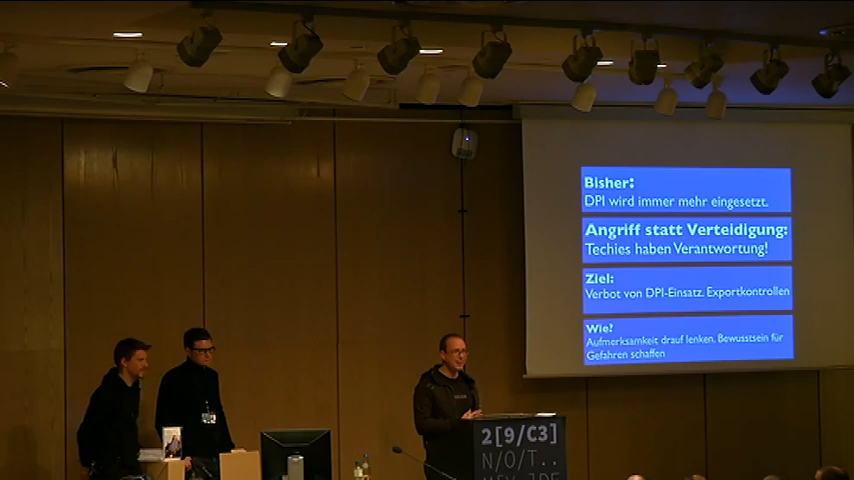 Bisher:
DPI wird immer mehr eingesetzt.
Angriff statt Verteidigung:
Techies haben Verantwortung!
Ziel:
Verbot von DPI-Einsatz. Exportkontrollen
Wie?
Aufmerksamkeit drauf lenken. Bewusstsein für
Gefahren schaffen
2[9/C3]
N/O/T..